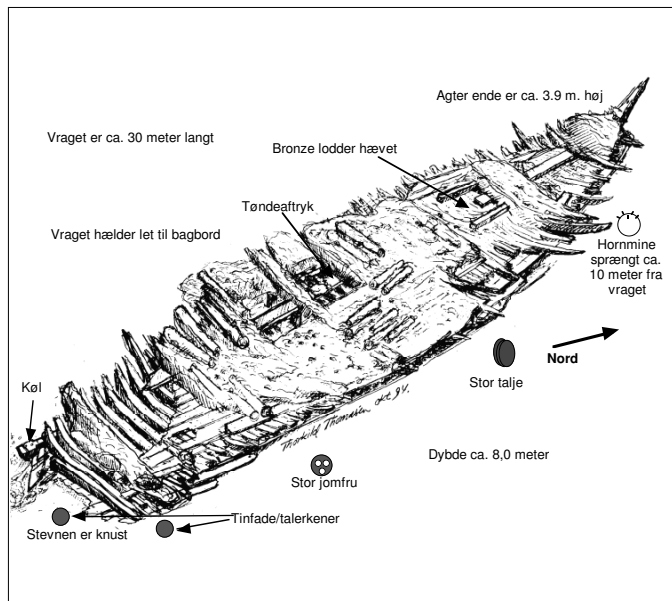 Agter ende er ca. 3.9 m. høj
Vraget er ca. 30 meter langt
Bronze lodder hævet
Tøndeaftryk
Vraget hælder let til bagbord
Hornmine
sprængt ca.
10 meter fra
vraget
Nord
Stor talje
Køl
Dybde ca. 8,0 meter
Stor jomfru
Tinfade/talerkener
Stevnen er knust